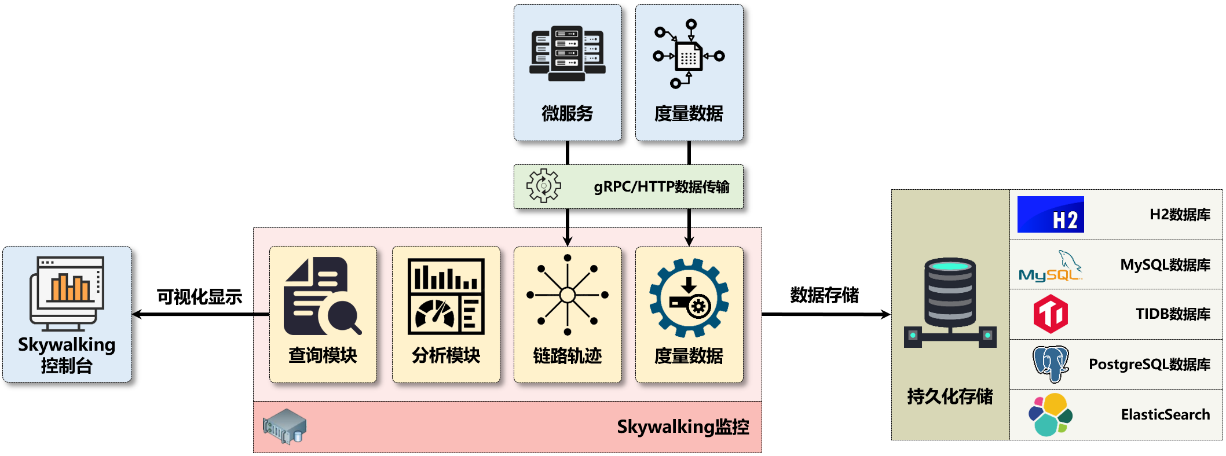 微服务
度量数据
gRPC/HTTP数据传输
Skywalking
控制台
可视化显示
查询模块
分析模块
链路轨迹
度量数据
Skywalking监控
数据存储
持久化存储
H2
H2数据库
MySQL
MySQL数据库
TIDB数据库
PostgreSQL数据库
ElasticSearch